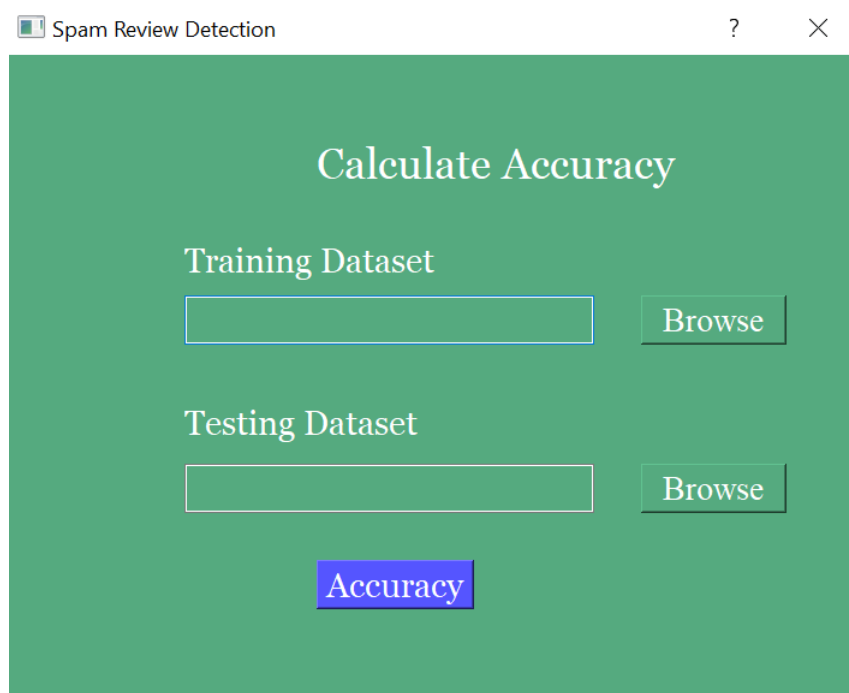 Spam Review Detection ?
Calculate Accuracy
Training Dataset
Browse
Testing Dataset
Browse
Accuracy